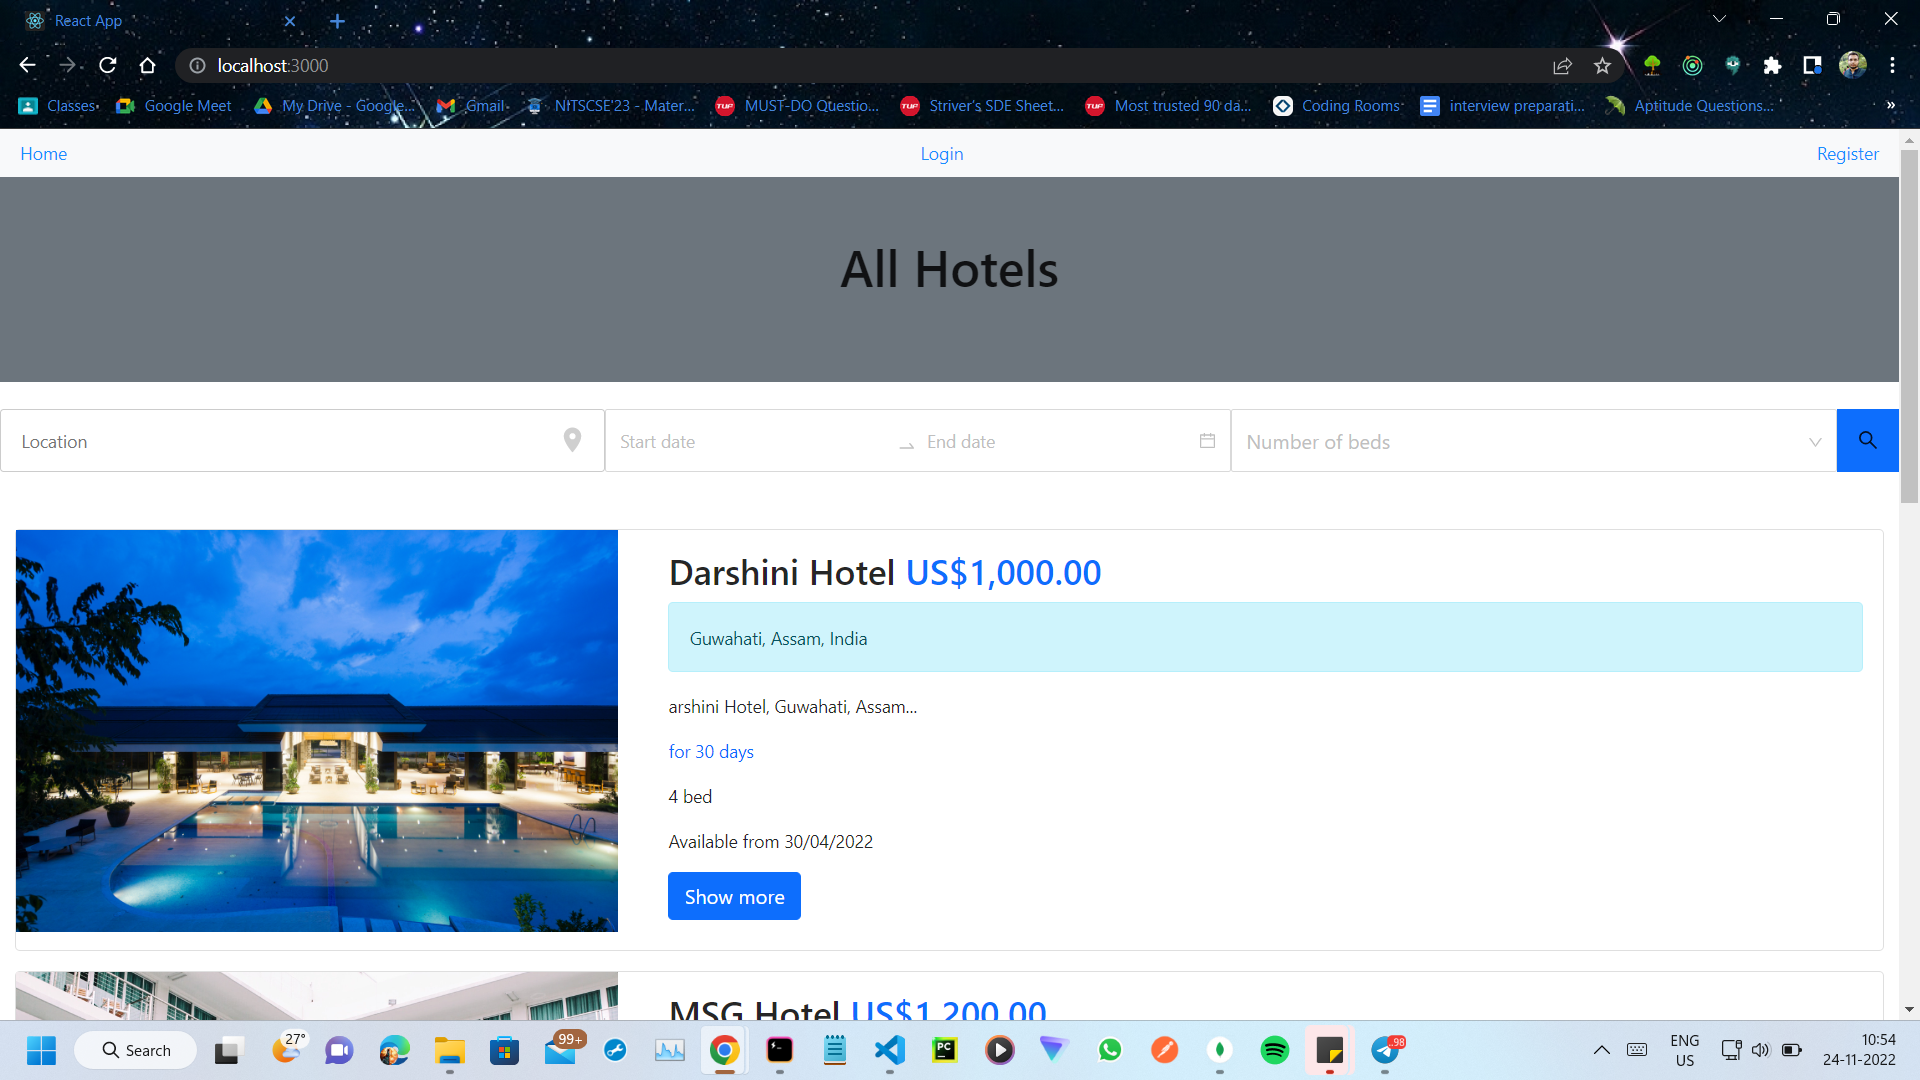 React App
localhost:3000
Classes
Google Meet
My Drive - Google...
Gmail
NITSCSE'23 - Mater...
TUF
MUST-DO Questio...
TUF
Striver's SDE Sheet...
TUF
Most trusted 90 da...
Coding Rooms
interview preparati...
Aptitude Questions...
»
Home
Login
Register
All Hotels
Location
Start date
End date
Number of beds
Darshini Hotel US$1,000.00
Guwahati, Assam, India
arshini Hotel, Guwahati, Assam...
for 30 days
4 bed
Available from 30/04/2022
Show more
MSG Hotel US$1,200.00
Search
27°
99+
PC
..98
ENG
US
10:54
24-11-2022